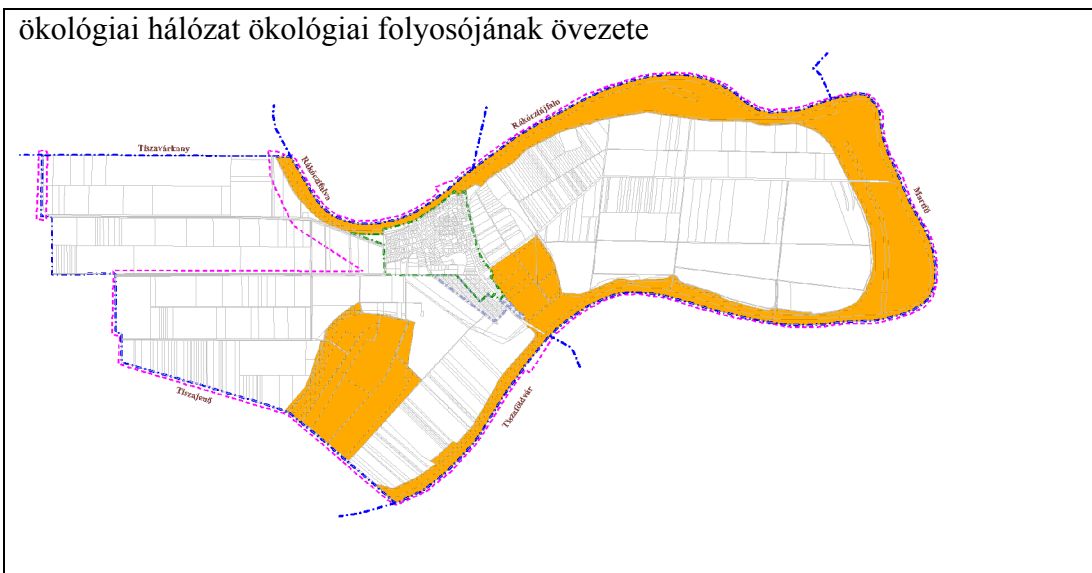 ökológiai hálózat ökológiai folyosójának övezete
Rákóczifalva
Tiszavárkony
Rákócziújfalu
Martfű
Tiszajenő
Tiszaföldvár